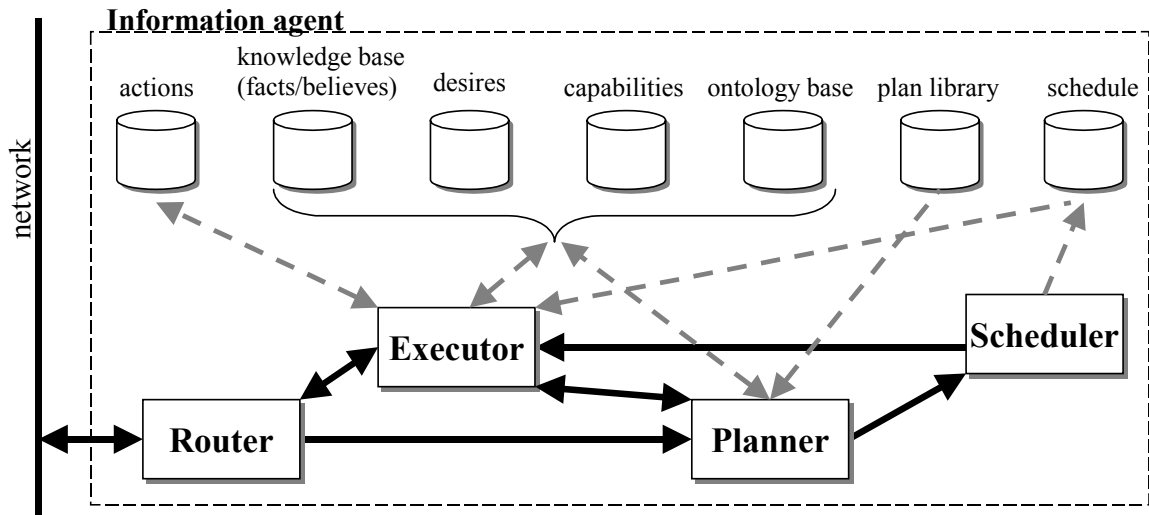 Information agent
knowledge base
(facts/believes)
actions
desires
capabilities
ontology base
plan library
schedule
network
Executor
Scheduler
Router
Planner